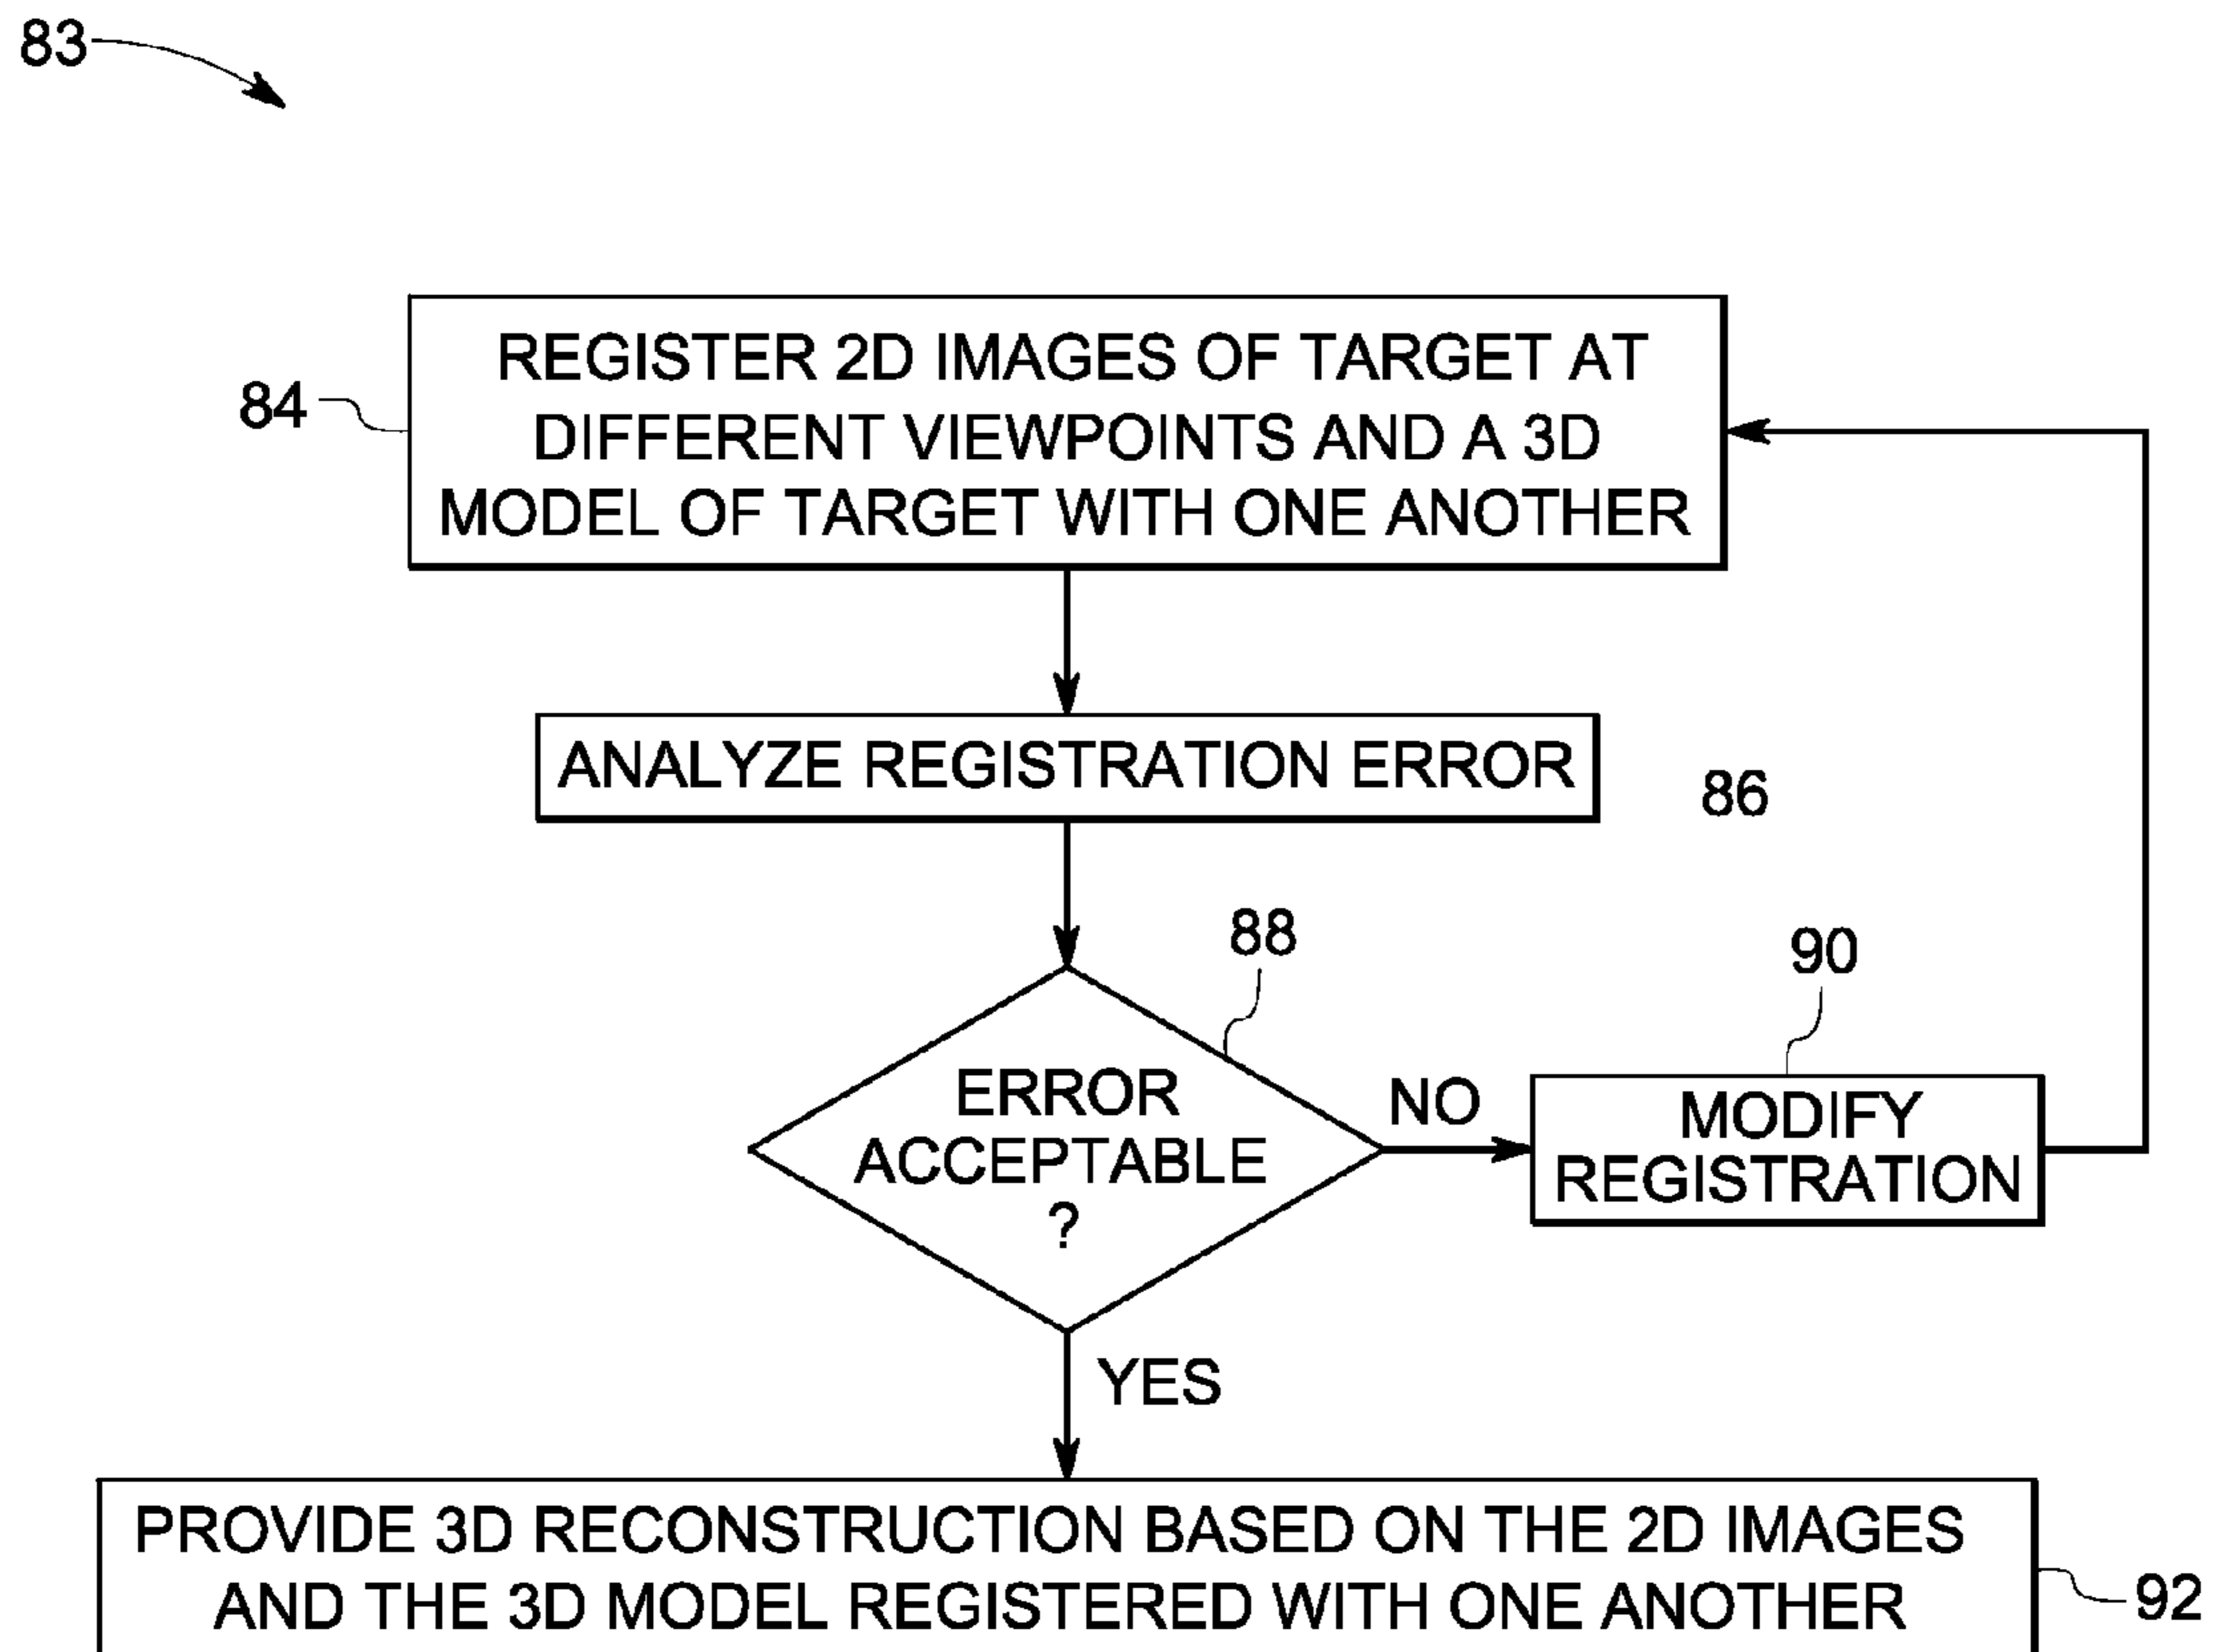 83
REGISTER 2D IMAGES OF TARGET AT
DIFFERENT VIEWPOINTS AND A 3D
MODEL OF TARGET WITH ONE ANOTHER
84
ANALYZE REGISTRATION ERROR
86
88
90
ERROR
ACCEPTABLE
?
NO
MODIFY
REGISTRATION
YES
PROVIDE 3D RECONSTRUCTION BASED ON THE 2D IMAGES
AND THE 3D MODEL REGISTERED WITH ONE ANOTHER
92